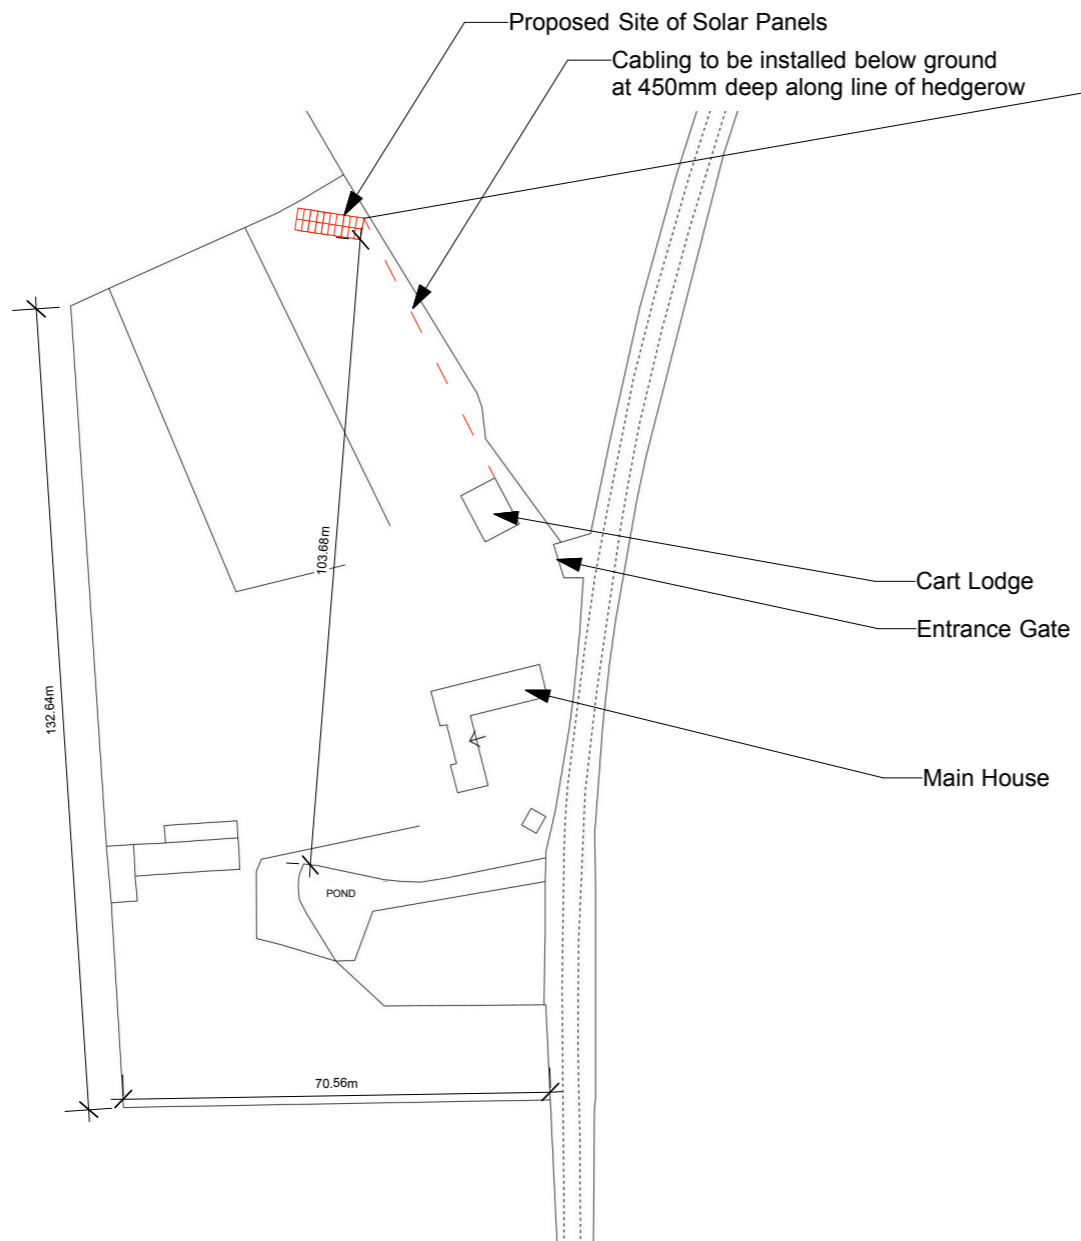 Proposed Site of Solar Panels
Cabling to be installed below ground
at 450mm deep along line of hedgerow
103.68m
Cart Lodge
Entrance Gate
132.64m
Main House
POND
70.56m